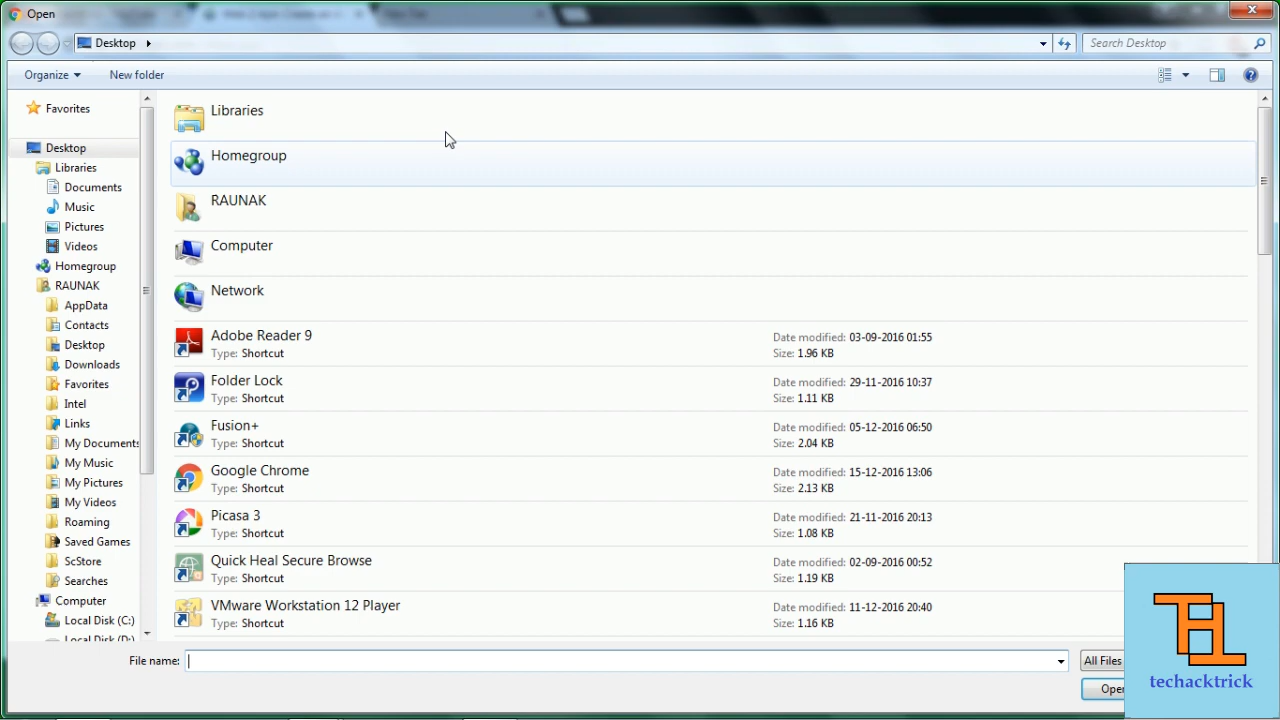 Open
Desktop
Search Desktop
Organize
New folder
Favorites
Desktop
Libraries
Documents
Music
Pictures
Videos
Homegroup
RAUNAK
AppData
Contacts
Desktop
Downloads
Favorites
Intel
Links
My Documents
My Music
My Pictures
My Videos
Roaming
Saved Games
ScStore
Searches
Computer
Local Disk (C:)
Local Disk (D:)
Libraries
Homegroup
RAUNAK
Computer
Network
Adobe Reader 9
Type: Shortcut
Date modified: 03-09-2016 01:55
Size: 1.96 KB
Folder Lock
Type: Shortcut
Date modified: 29-11-2016 10:37
Size: 1.11 KB
Fusion+
Type: Shortcut
Date modified: 05-12-2016 06:50
Size: 2.04 KB
Google Chrome
Type: Shortcut
Date modified: 15-12-2016 13:06
Size: 2.13 KB
Picasa 3
Type: Shortcut
Date modified: 21-11-2016 20:13
Size: 1.08 KB
Quick Heal Secure Browse
Type: Shortcut
Date modified: 02-09-2016 00:52
Size: 1.19 KB
VMware Workstation 12 Player
Type: Shortcut
Date modified: 11-12-2016 20:40
Size: 1.16 KB
File name:
All Files
Open
techacktrick